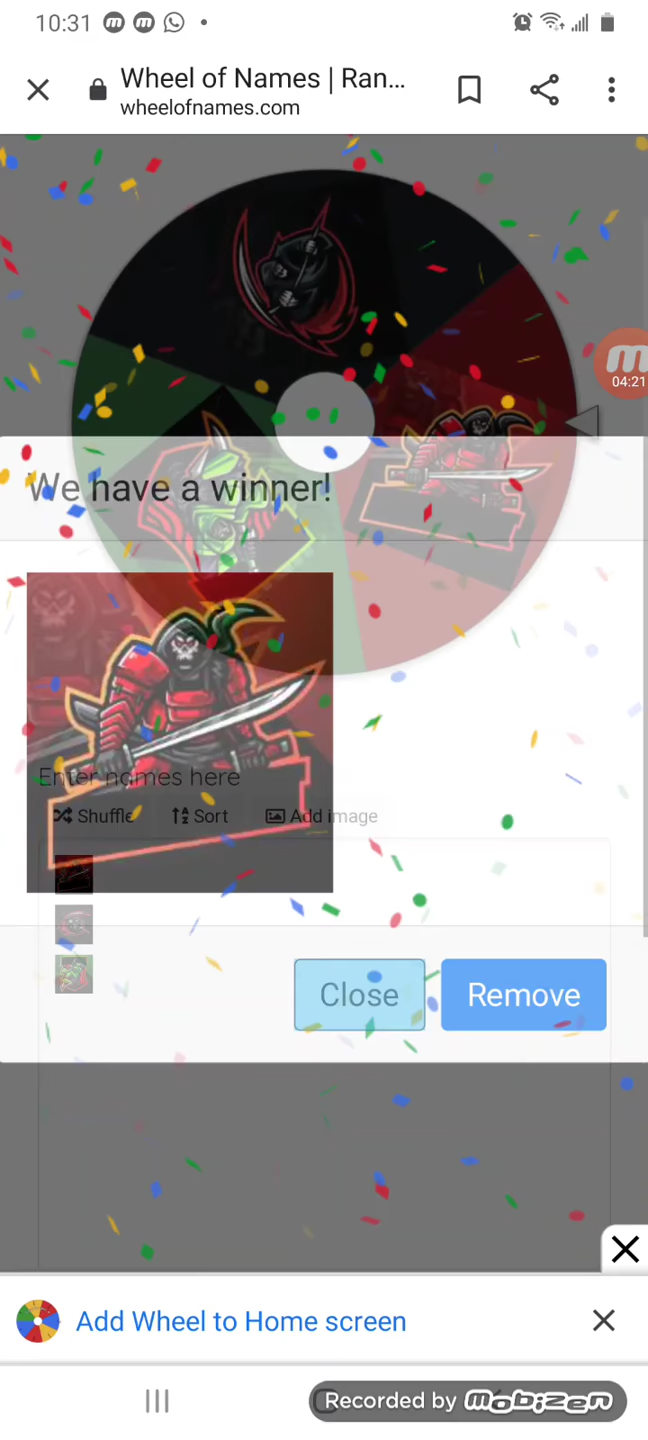 10:31
Wheel of Names | Ran...
wheelofnames.com
04:21
We have a winner!
Enter names here
Shuffle Sort Add image
Close Remove
Add Wheel to Home screen
Recorded by mobizen